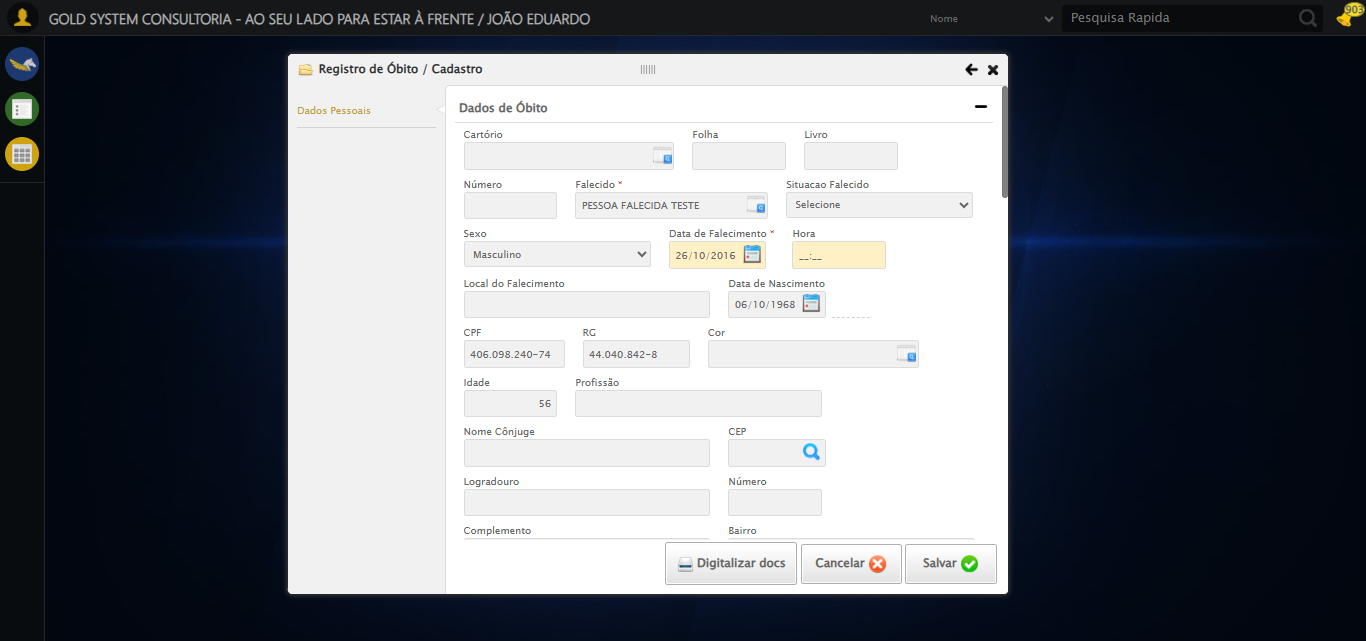 GOLD SYSTEM CONSULTORIA - AO SEU LADO PARA ESTAR À FRENTE / JOÃO EDUARDO
Nome
Pesquisa Rapida
903
Registro de Óbito / Cadastro
Dados Pessoais
Dados de Óbito
Cartório Folha Livro
Número Falecido * Situacao Falecido
PESSOA FALECIDA TESTE Selecione
Sexo Data de Falecimento * Hora
Masculino 26/10/2016 __:__
Local do Falecimento Data de Nascimento
06/10/1968
CPF RG Cor
406.098.240-74 44.040.842-8
Idade Profissão
56
Nome Cônjuge CEP
Logradouro Número
Complemento Bairro
Digitalizar docs Cancelar Salvar